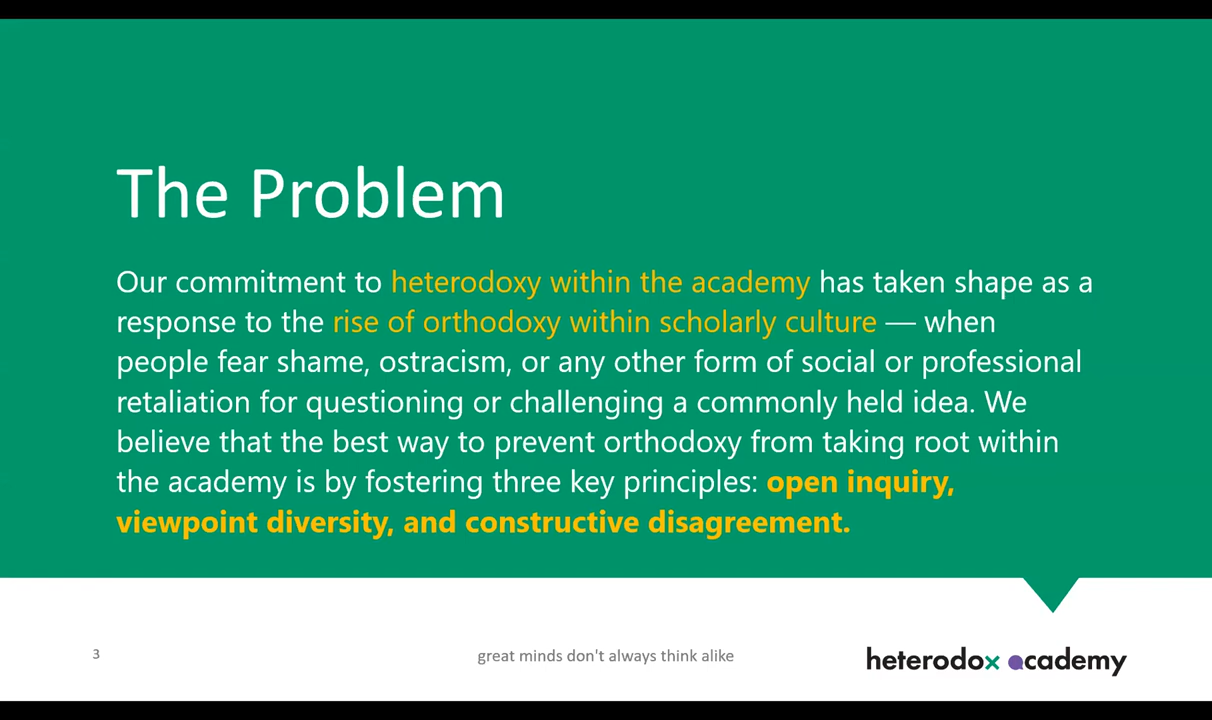 The Problem
Our commitment to heterodoxy within the academy has taken shape as a
response to the rise of orthodoxy within scholarly culture — when
people fear shame, ostracism, or any other form of social or professional
retaliation for questioning or challenging a commonly held idea. We
believe that the best way to prevent orthodoxy from taking root within
the academy is by fostering three key principles: open inquiry,
viewpoint diversity, and constructive disagreement.
3
great minds don't always think alike
heterodox academy